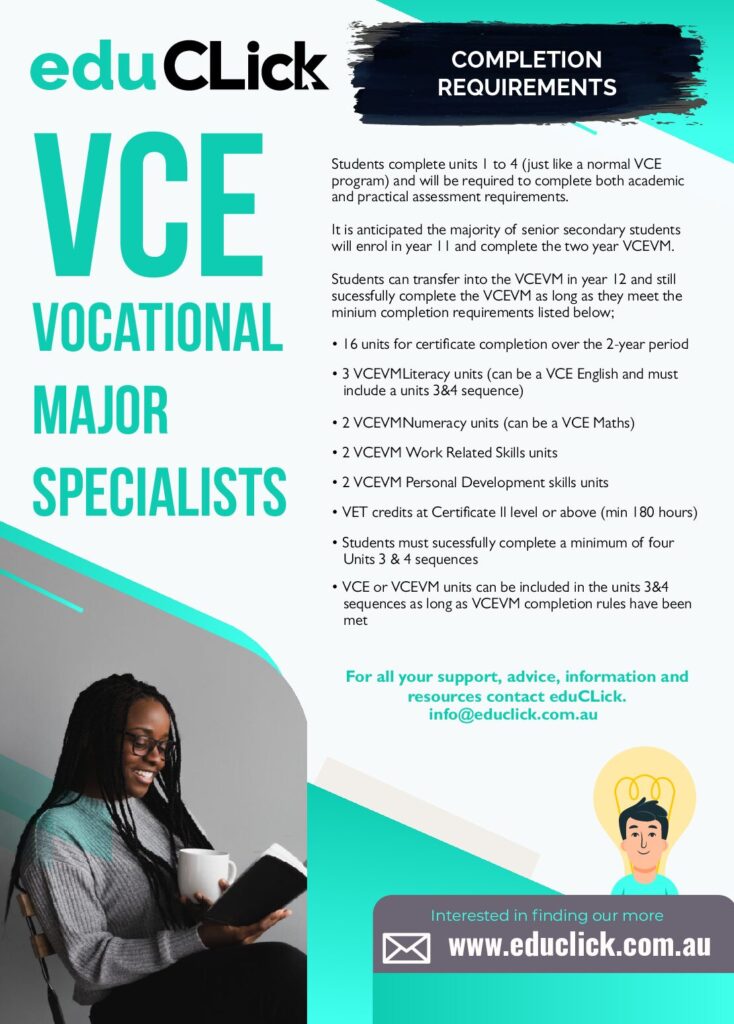 eduCLick
COMPLETION
REQUIREMENTS
VCE
VOCATIONAL
MAJOR
SPECIALISTS
Students complete units 1 to 4 (just like a normal VCE
program) and will be required to complete both academic
and practical assessment requirements.
It is anticipated the majority of senior secondary students
will enrol in year 11 and complete the two year VCEVM.
Students can transfer into the VCEVM in year 12 and still
sucessfully complete the VCEVM as long as they meet the
minium completion requirements listed below;
• 16 units for certificate completion over the 2-year period
• 3 VCEVMLiteracy units (can be a VCE English and must
include a units 3&4 sequence)
• 2 VCEVMNumeracy units (can be a VCE Maths)
• 2 VCEVM Work Related Skills units
• 2 VCEVM Personal Development skills units
• VET credits at Certificate II level or above (min 180 hours)
• Students must sucessfully complete a minimum of four
Units 3 & 4 sequences
• VCE or VCEVM units can be included in the units 3&4
sequences as long as VCEVM completion rules have been
met
For all your support, advice, information and
resources contact eduCLick.
info@educlick.com.au
Interested in finding our more
www.educlick.com.au